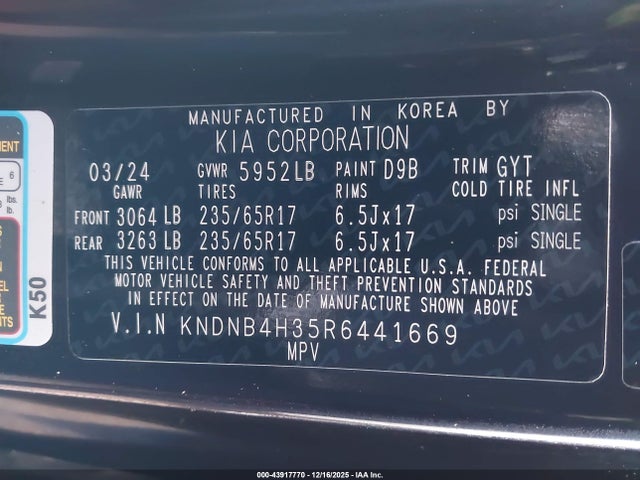 MANUFACTURED IN KOREA BY
KIA CORPORATION
03/24 GVWR 5952LB PAINT D9B TRIM GYT
GAWR TIRES RIMS COLD TIRE INFL
FRONT 3064 LB 235/65R17 6.5Jx17 psi SINGLE
REAR 3263 LB 235/65R17 6.5Jx17 psi SINGLE
THIS VEHICLE CONFORMS TO ALL APPLICABLE U.S.A. FEDERAL
MOTOR VEHICLE SAFETY AND THEFT PREVENTION STANDARDS
IN EFFECT ON THE DATE OF MANUFACTURE SHOWN ABOVE
V.I.N KNDNB4H35R6441669
MPV
K50
6
lbs.
lb.
000-43917770 - 12/16/2025 - IAA Inc.